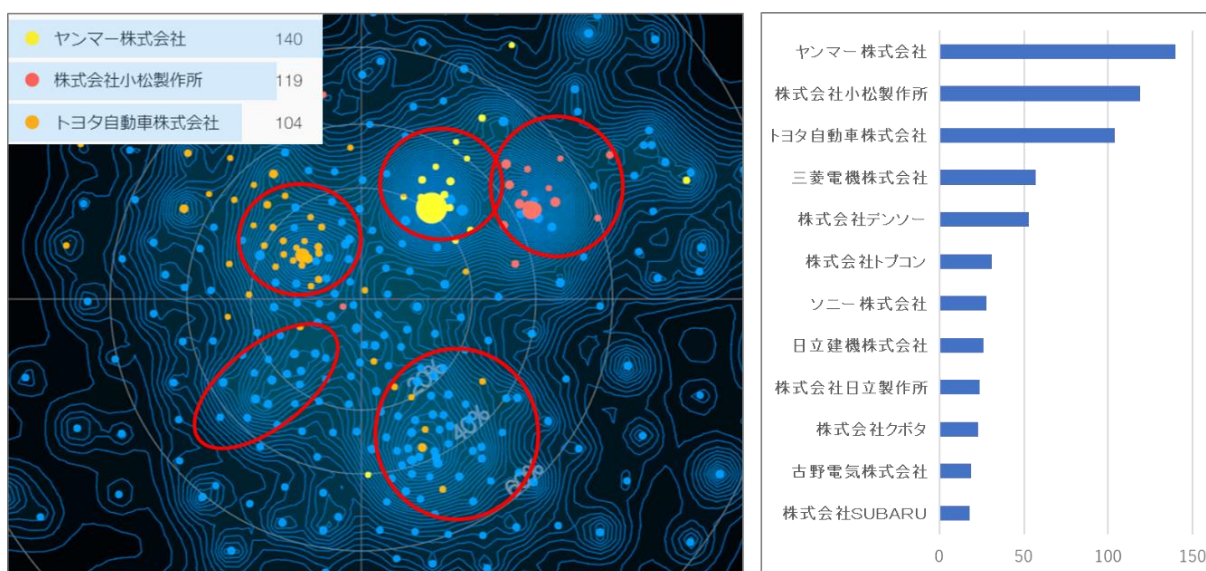 ヤンマー株式会社 140
株式会社小松製作所 119
トヨタ自動車株式会社 104
20%
40%
60%
ヤンマー株式会社
株式会社小松製作所
トヨタ自動車株式会社
三菱電機株式会社
株式会社デンソー
株式会社トプコン
ソニー株式会社
日立建機株式会社
株式会社日立製作所
株式会社クボタ
古野電気株式会社
株式会社SUBARU
0 50 100 150